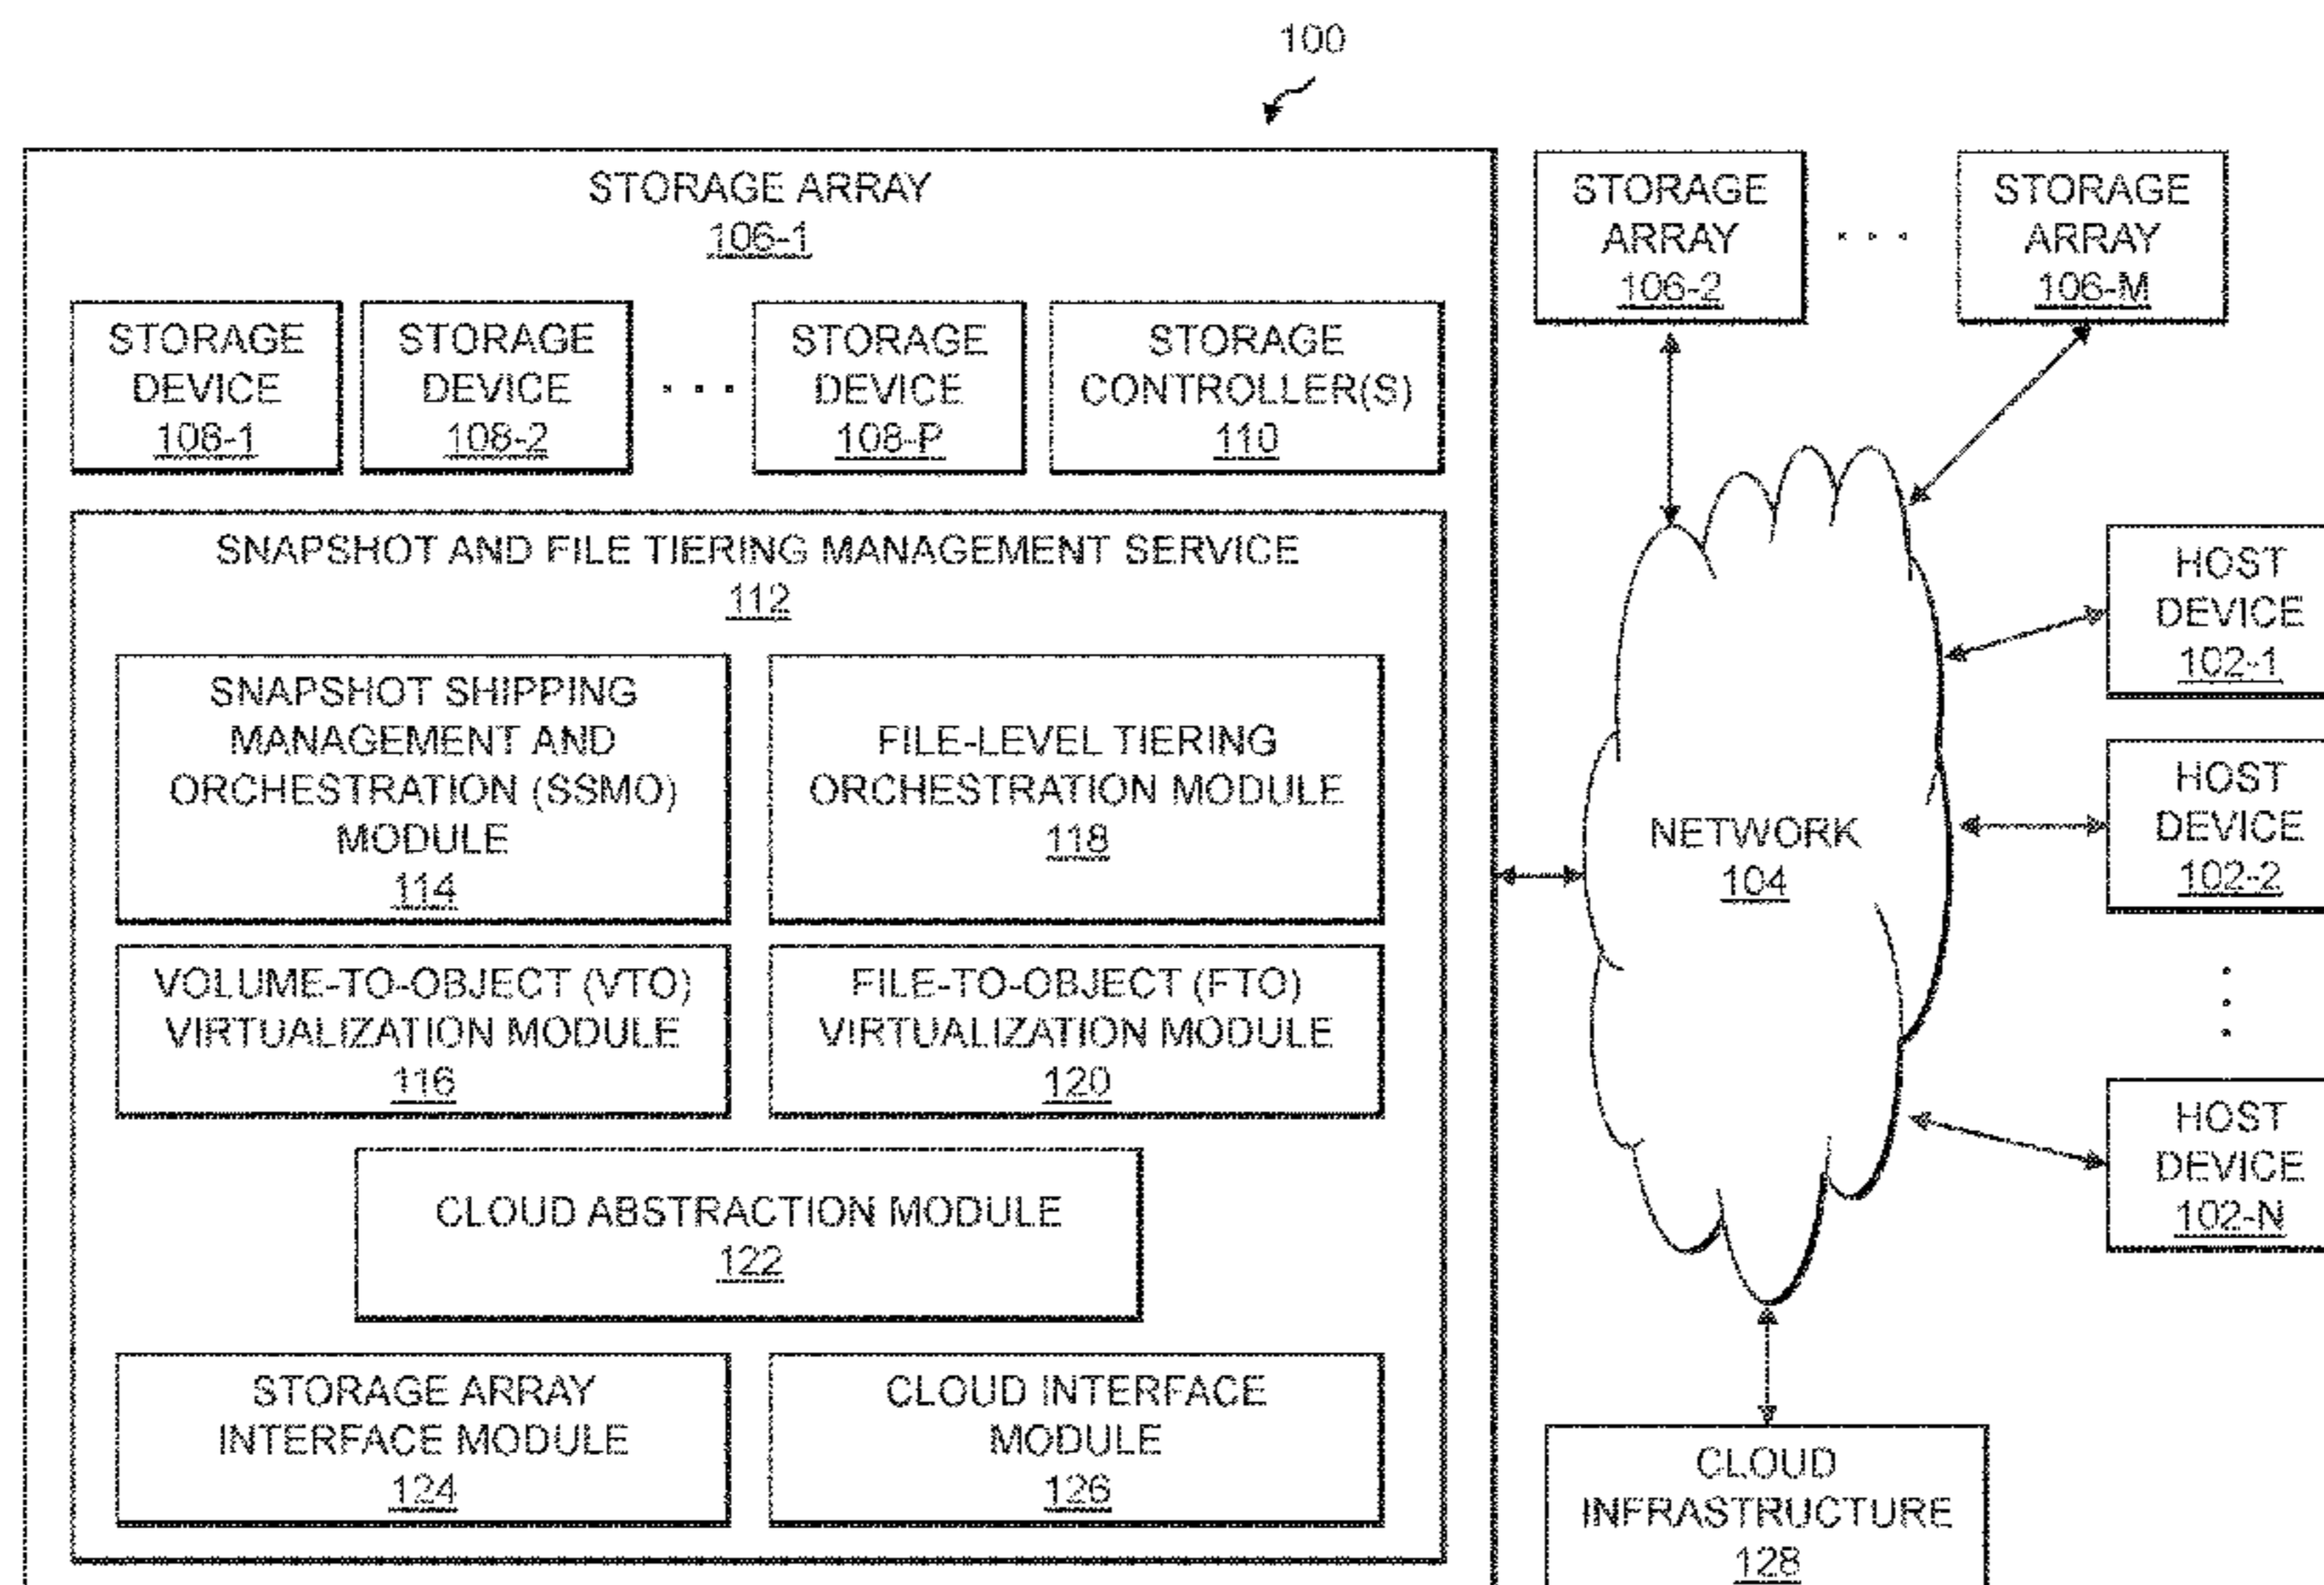 100
STORAGE ARRAY
106-1
STORAGE
DEVICE
108-1
STORAGE
DEVICE
108-2
. . .
STORAGE
DEVICE
108-P
STORAGE
CONTROLLER(S)
110
SNAPSHOT AND FILE TIERING MANAGEMENT SERVICE
112
SNAPSHOT SHIPPING
MANAGEMENT AND
ORCHESTRATION (SSMO)
MODULE
114
FILE-LEVEL TIERING
ORCHESTRATION MODULE
118
VOLUME-TO-OBJECT (VTO)
VIRTUALIZATION MODULE
116
FILE-TO-OBJECT (FTO)
VIRTUALIZATION MODULE
120
CLOUD ABSTRACTION MODULE
122
STORAGE ARRAY
INTERFACE MODULE
124
CLOUD INTERFACE
MODULE
126
STORAGE
ARRAY
106-2
. . .
STORAGE
ARRAY
106-M
NETWORK
104
HOST
DEVICE
102-1
HOST
DEVICE
102-2
HOST
DEVICE
102-N
CLOUD
INFRASTRUCTURE
128